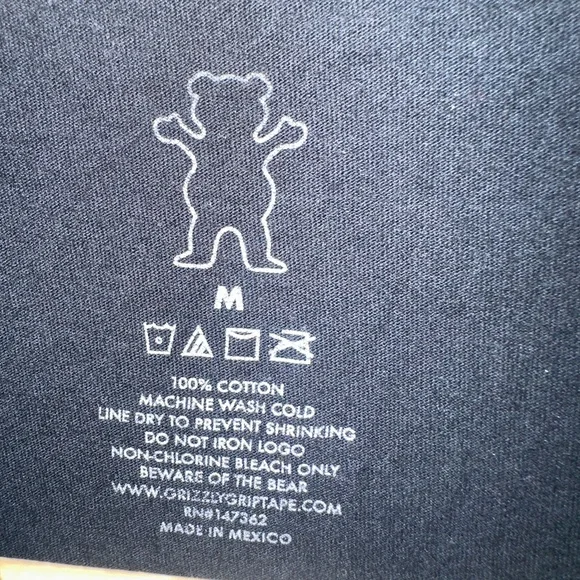 M
100% COTTON
MACHINE WASH COLD
LINE DRY TO PREVENT SHRINKING
DO NOT IRON LOGO
NON-CHLORINE BLEACH ONLY
BEWARE OF THE BEAR
WWW.GRIZZLYGRIPTAPE.COM
RN#147362
MADE IN MEXICO